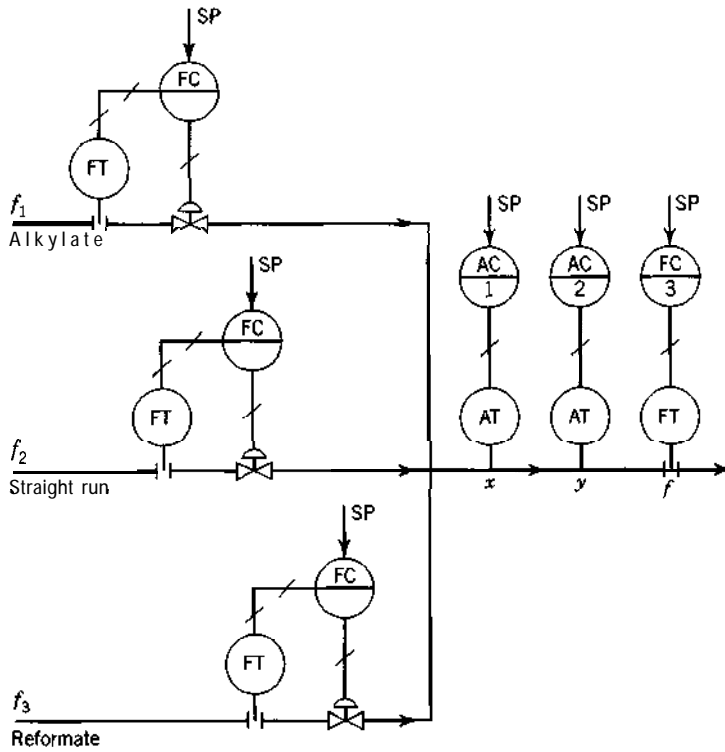 SP
FC
FT
f₁
Alkylate
SP
SP
SP
AC
1
AC
2
FC
3
SP
FC
FT
AT
AT
FT
f₂
Straight run
x
y
f
SP
FC
FT
f₃
Reformate